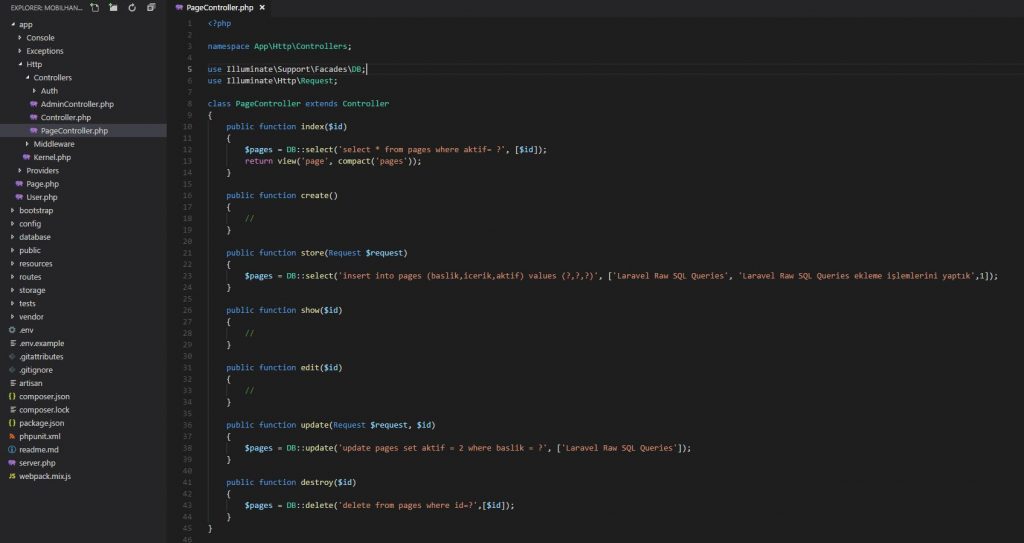 EXPLORER: MOBILHAN...
app
Console
Exceptions
Http
Controllers
Auth
AdminController.php
Controller.php
PageController.php
Middleware
Kernel.php
Providers
Page.php
User.php
bootstrap
config
database
public
resources
routes
storage
tests
vendor
.env
.env.example
.gitattributes
.gitignore
artisan
composer.json
composer.lock
package.json
phpunit.xml
readme.md
server.php
JS webpack.mix.js
PageController.php
1 <?php
2
3 namespace App\Http\Controllers;
4
5 use Illuminate\Support\Facades\DB;
6 use Illuminate\Http\Request;
7
8 class PageController extends Controller
9 {
10 public function index($id)
11 {
12 $pages = DB::select('select * from pages where aktif= ?', [$id]);
13 return view('page', compact('pages'));
14 }
15
16 public function create()
17 {
18 //
19 }
20
21 public function store(Request $request)
22 {
23 $pages = DB::select('insert into pages (baslik,icerik,aktif) values (?,?,?)', ['Laravel Raw SQL Queries', 'Laravel Raw SQL Queries ekleme işlemlerini yaptık',1]);
24 }
25
26 public function show($id)
27 {
28 //
29 }
30
31 public function edit($id)
32 {
33 //
34 }
35
36 public function update(Request $request, $id)
37 {
38 $pages = DB::update('update pages set aktif = 2 where baslik = ?', ['Laravel Raw SQL Queries']);
39 }
40
41 public function destroy($id)
42 {
43 $pages = DB::delete('delete from pages where id=?',[$id]);
44 }
45 }
46